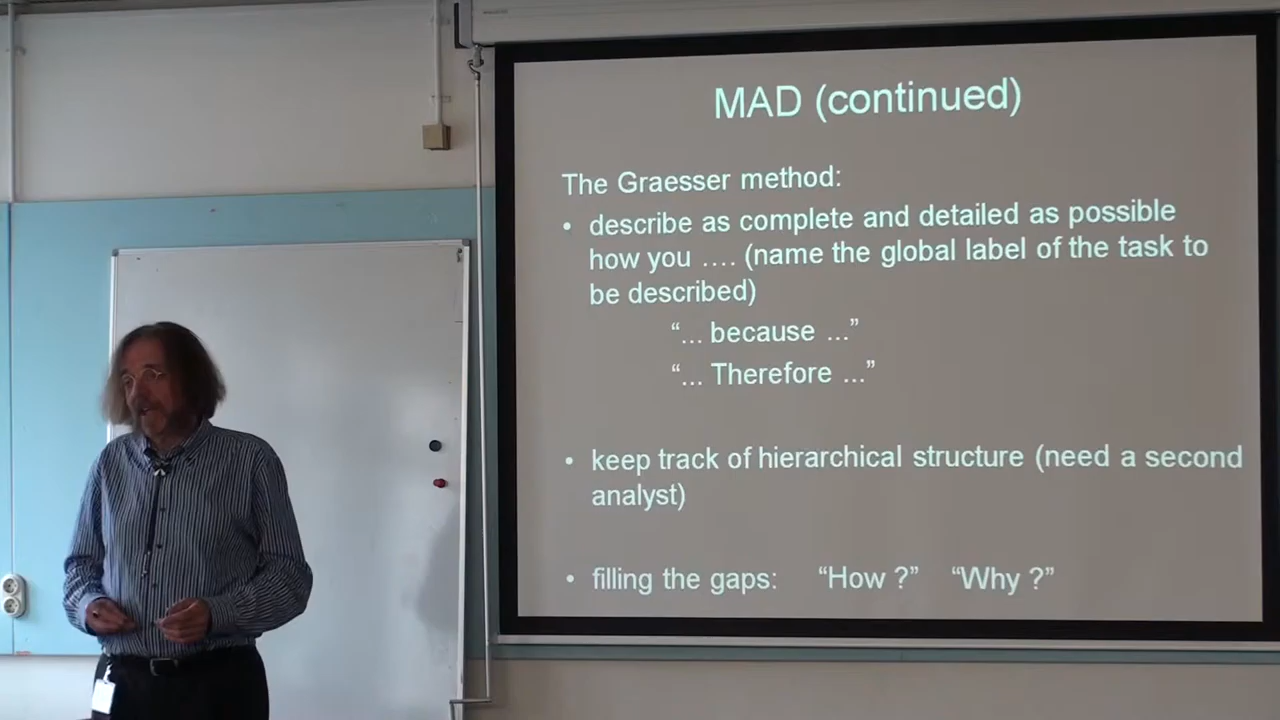 MAD (continued)
The Graesser method:
• describe as complete and detailed as possible
how you .... (name the global label of the task to
be described)
“... because ...”
“... Therefore ...”
• keep track of hierarchical structure (need a second
analyst)
• filling the gaps: “How ?” “Why ?”